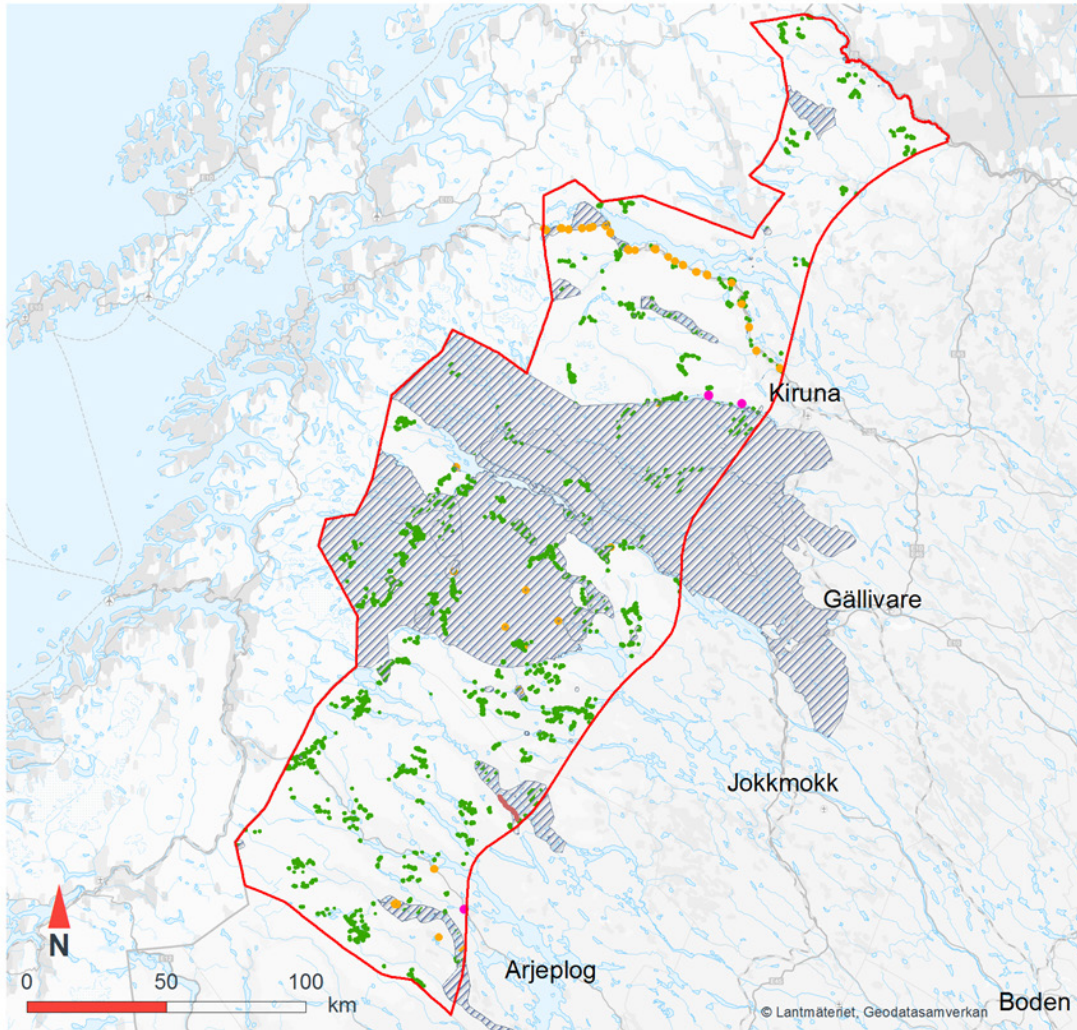 Kiruna
Gällivare
Jokkmokk
N
0 50 100
km
Arjeplog
© Lantmäteriet, Geodatasamverkan
Boden